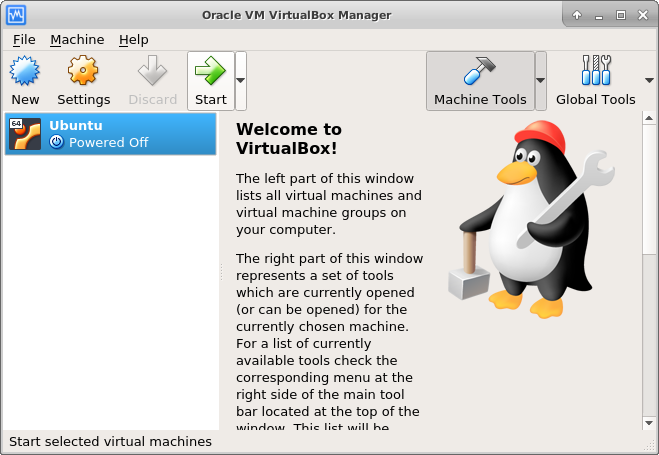 Oracle VM VirtualBox Manager
File Machine Help
New Settings Discard Start Machine Tools Global Tools
64 Ubuntu
Powered Off
Welcome to
VirtualBox!
The left part of this window
lists all virtual machines and
virtual machine groups on
your computer.
The right part of this window
represents a set of tools
which are currently opened
(or can be opened) for the
currently chosen machine.
For a list of currently
available tools check the
corresponding menu at the
right side of the main tool
bar located at the top of the
window. This list will be
Start selected virtual machines